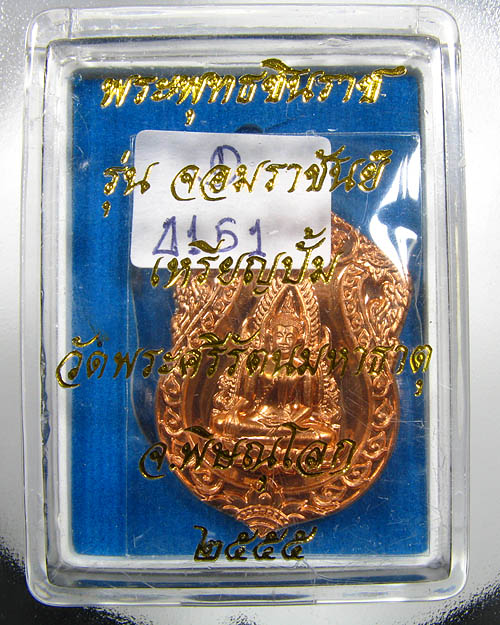 พระพุทธชินราช
รุ่น จอมราชันย์
เหรียญปั๊ม
วัดพระศรีรัตนมหาธาตุ
จ.พิษณุโลก
๒๕๕๕